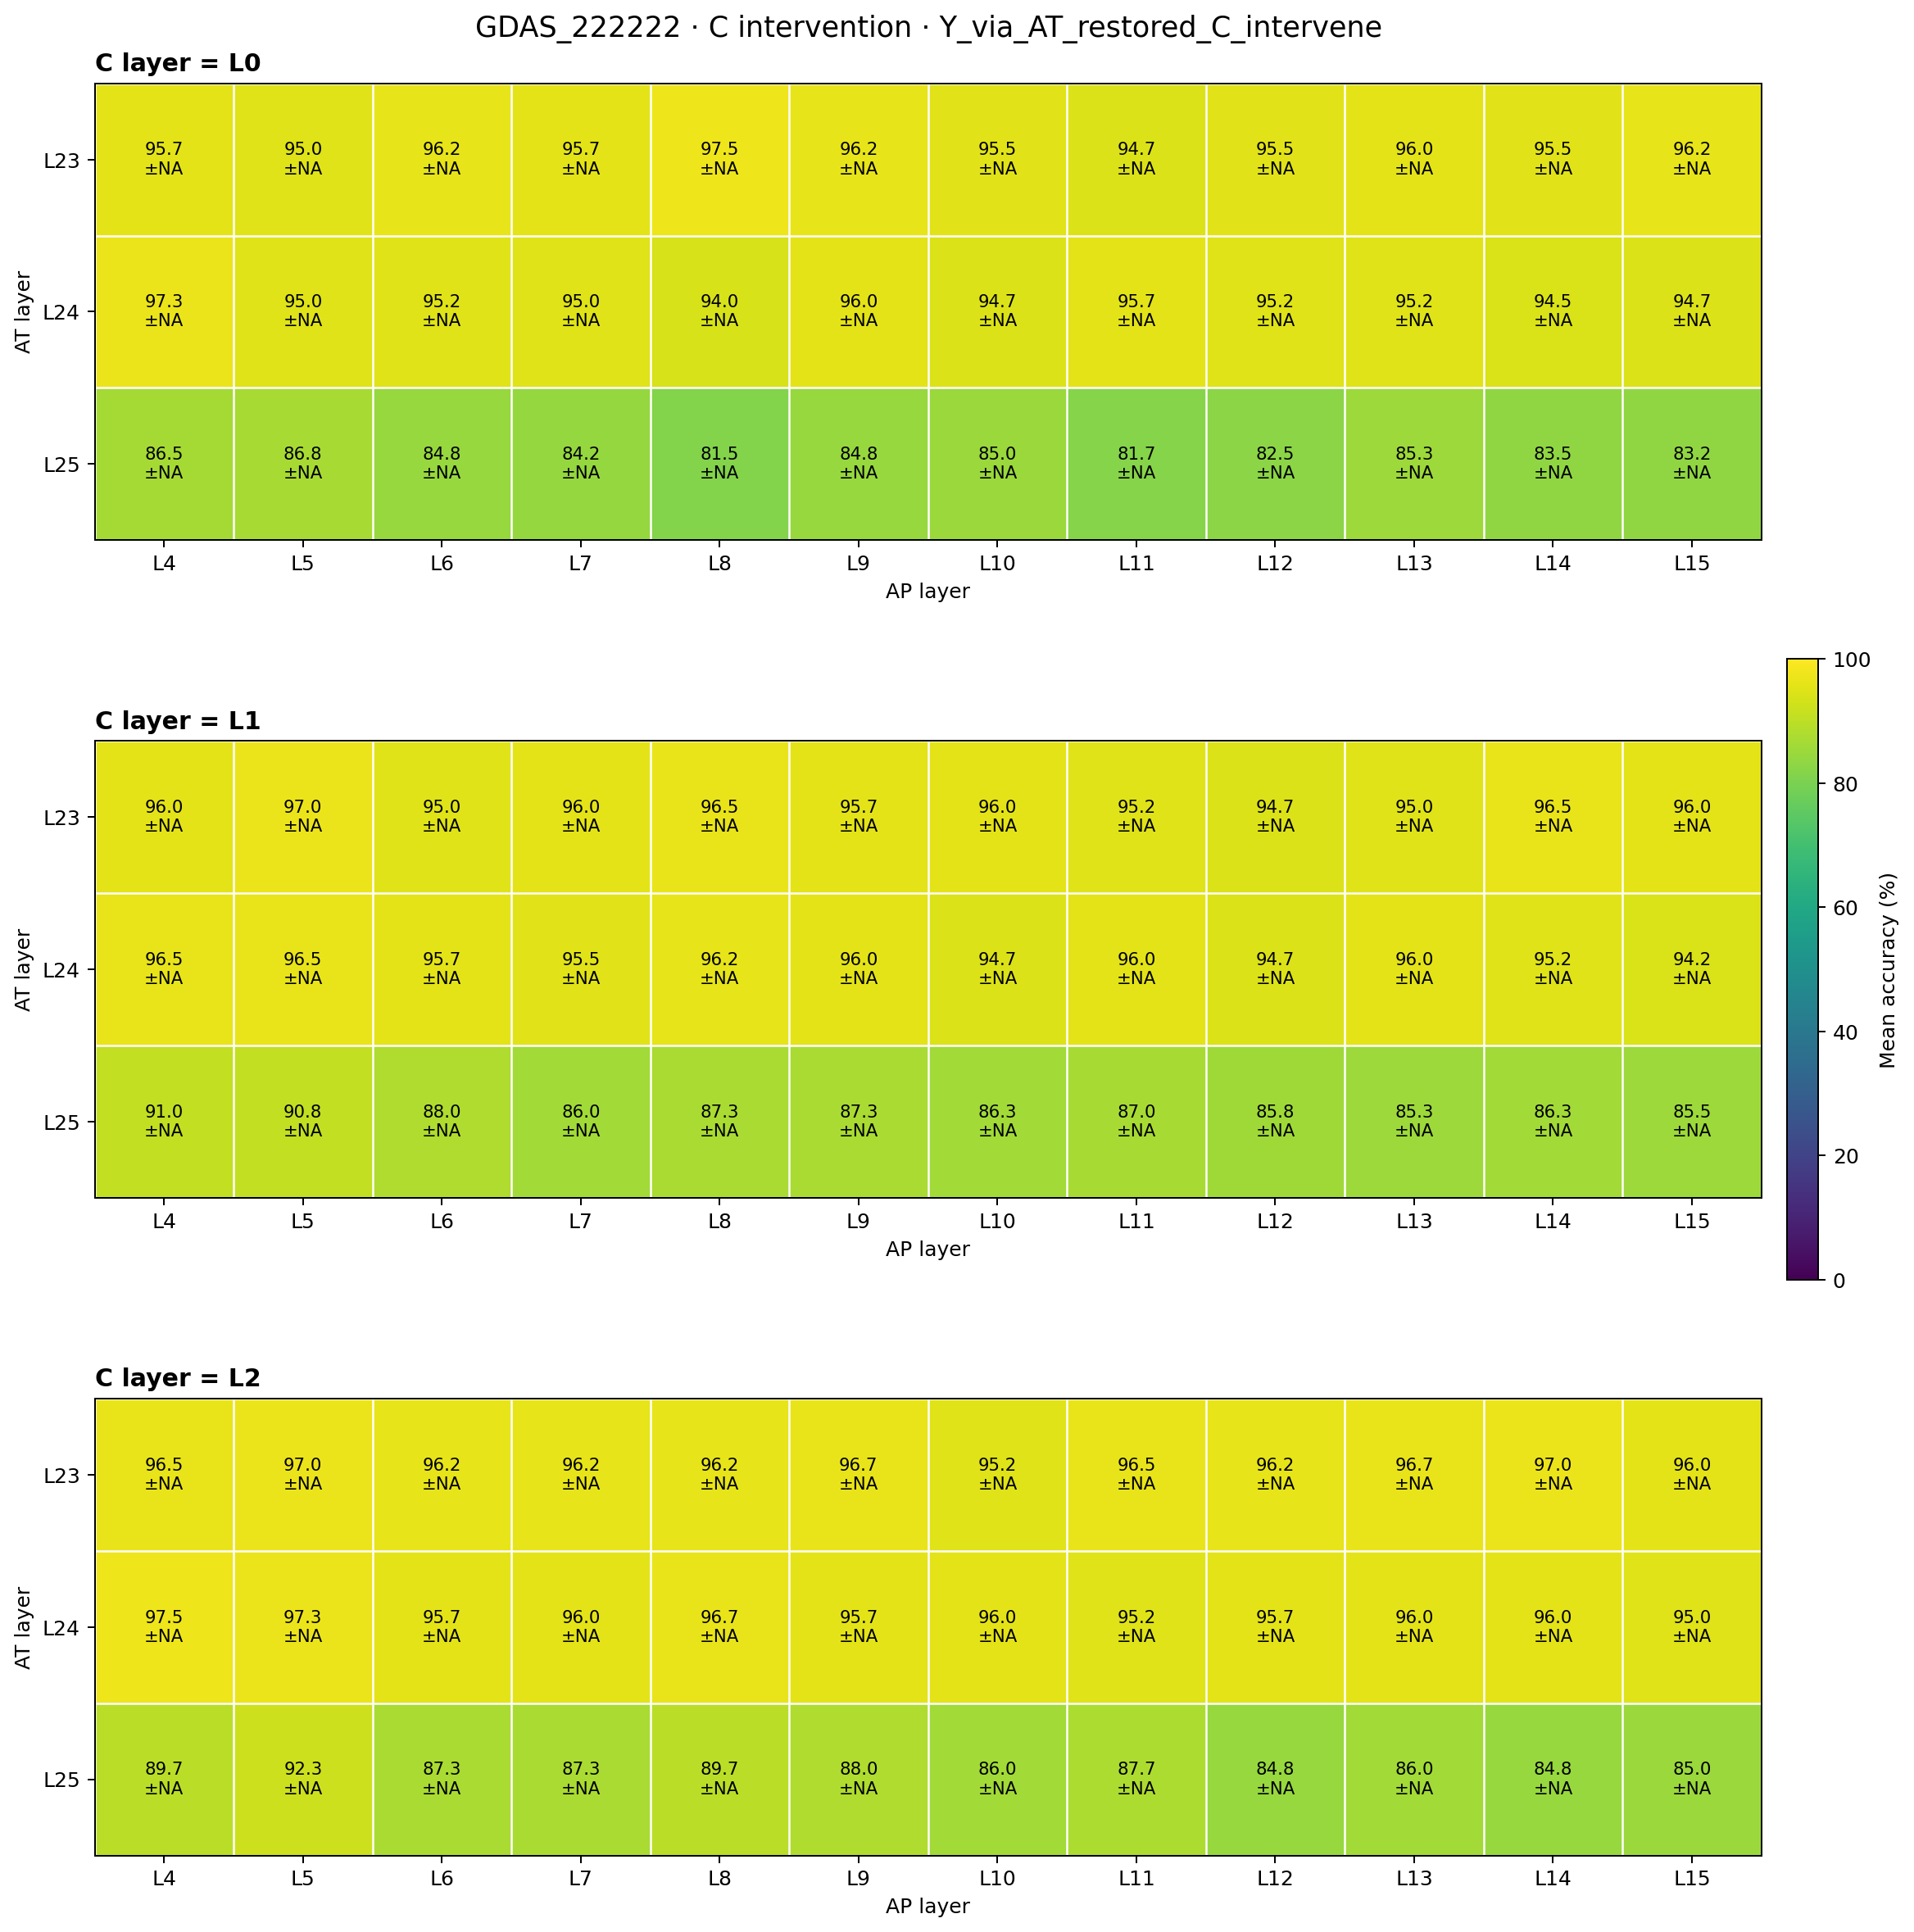 GDAS_222222 · C intervention · Y_via_AT_restored_C_intervene
C layer = L0
AT layer
L23
95.7 95.0 96.2 95.7 97.5 96.2 95.5 94.7 95.5 96.0 95.5 96.2
±NA ±NA ±NA ±NA ±NA ±NA ±NA ±NA ±NA ±NA ±NA ±NA
L24
97.3 95.0 95.2 95.0 94.0 96.0 94.7 95.7 95.2 95.2 94.5 94.7
±NA ±NA ±NA ±NA ±NA ±NA ±NA ±NA ±NA ±NA ±NA ±NA
L25
86.5 86.8 84.8 84.2 81.5 84.8 85.0 81.7 82.5 85.3 83.5 83.2
±NA ±NA ±NA ±NA ±NA ±NA ±NA ±NA ±NA ±NA ±NA ±NA
L4 L5 L6 L7 L8 L9 L10 L11 L12 L13 L14 L15
AP layer
C layer = L1
AT layer
L23
96.0 97.0 95.0 96.0 96.5 95.7 96.0 95.2 94.7 95.0 96.5 96.0
±NA ±NA ±NA ±NA ±NA ±NA ±NA ±NA ±NA ±NA ±NA ±NA
L24
96.5 96.5 95.7 95.5 96.2 96.0 94.7 96.0 94.7 96.0 95.2 94.2
±NA ±NA ±NA ±NA ±NA ±NA ±NA ±NA ±NA ±NA ±NA ±NA
L25
91.0 90.8 88.0 86.0 87.3 87.3 86.3 87.0 85.8 85.3 86.3 85.5
±NA ±NA ±NA ±NA ±NA ±NA ±NA ±NA ±NA ±NA ±NA ±NA
L4 L5 L6 L7 L8 L9 L10 L11 L12 L13 L14 L15
AP layer
100
80
60
40
20
0
Mean accuracy (%)
C layer = L2
AT layer
L23
96.5 97.0 96.2 96.2 96.2 96.7 95.2 96.5 96.2 96.7 97.0 96.0
±NA ±NA ±NA ±NA ±NA ±NA ±NA ±NA ±NA ±NA ±NA ±NA
L24
97.5 97.3 95.7 96.0 96.7 95.7 96.0 95.2 95.7 96.0 96.0 95.0
±NA ±NA ±NA ±NA ±NA ±NA ±NA ±NA ±NA ±NA ±NA ±NA
L25
89.7 92.3 87.3 87.3 89.7 88.0 86.0 87.7 84.8 86.0 84.8 85.0
±NA ±NA ±NA ±NA ±NA ±NA ±NA ±NA ±NA ±NA ±NA ±NA
L4 L5 L6 L7 L8 L9 L10 L11 L12 L13 L14 L15
AP layer